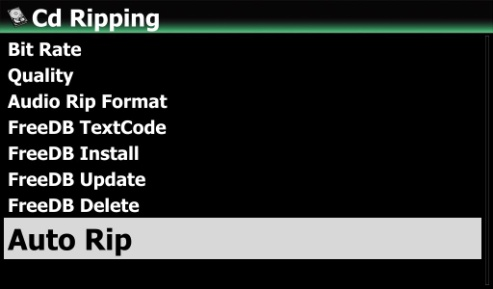 Cd Ripping
Bit Rate
Quality
Audio Rip Format
FreeDB TextCode
FreeDB Install
FreeDB Update
FreeDB Delete
Auto Rip